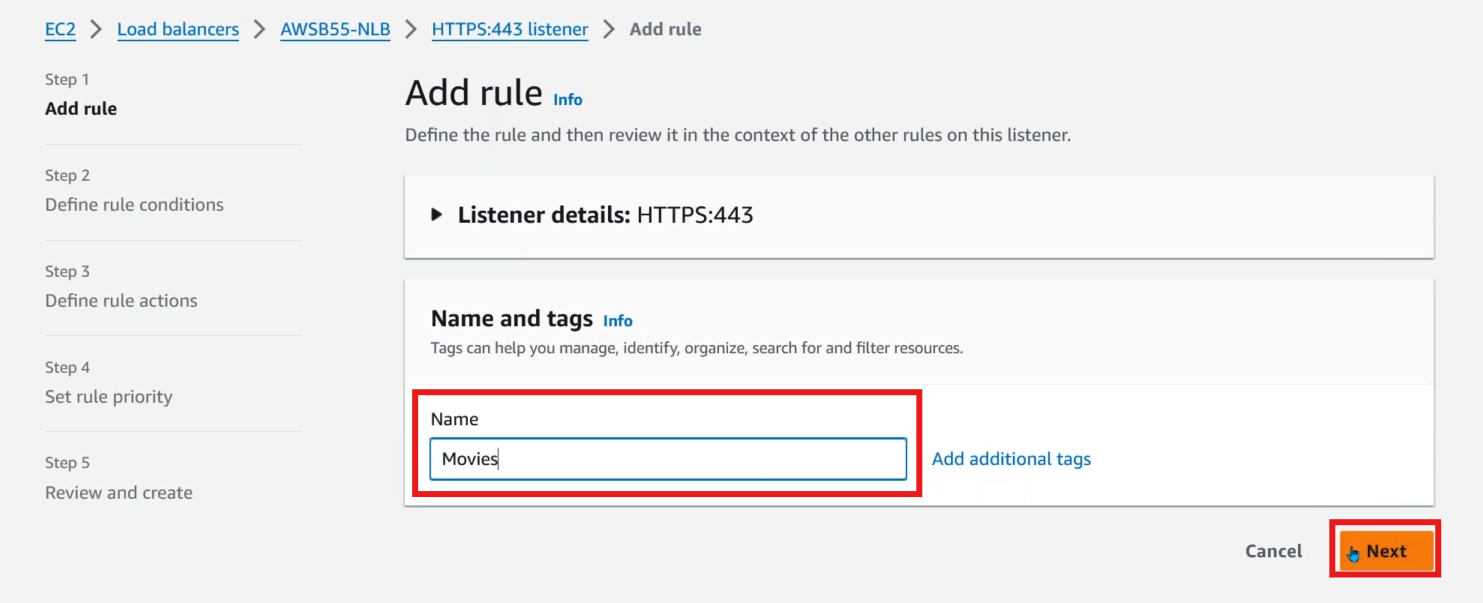 EC2 > Load balancers > AWSB55-NLB > HTTPS:443 listener > Add rule
Step 1
Add rule
Step 2
Define rule conditions
Step 3
Define rule actions
Step 4
Set rule priority
Step 5
Review and create
Add rule Info
Define the rule and then review it in the context of the other rules on this listener.
Listener details: HTTPS:443
Name and tags Info
Tags can help you manage, identify, organize, search for and filter resources.
Name
Movies
Add additional tags
Cancel
Next